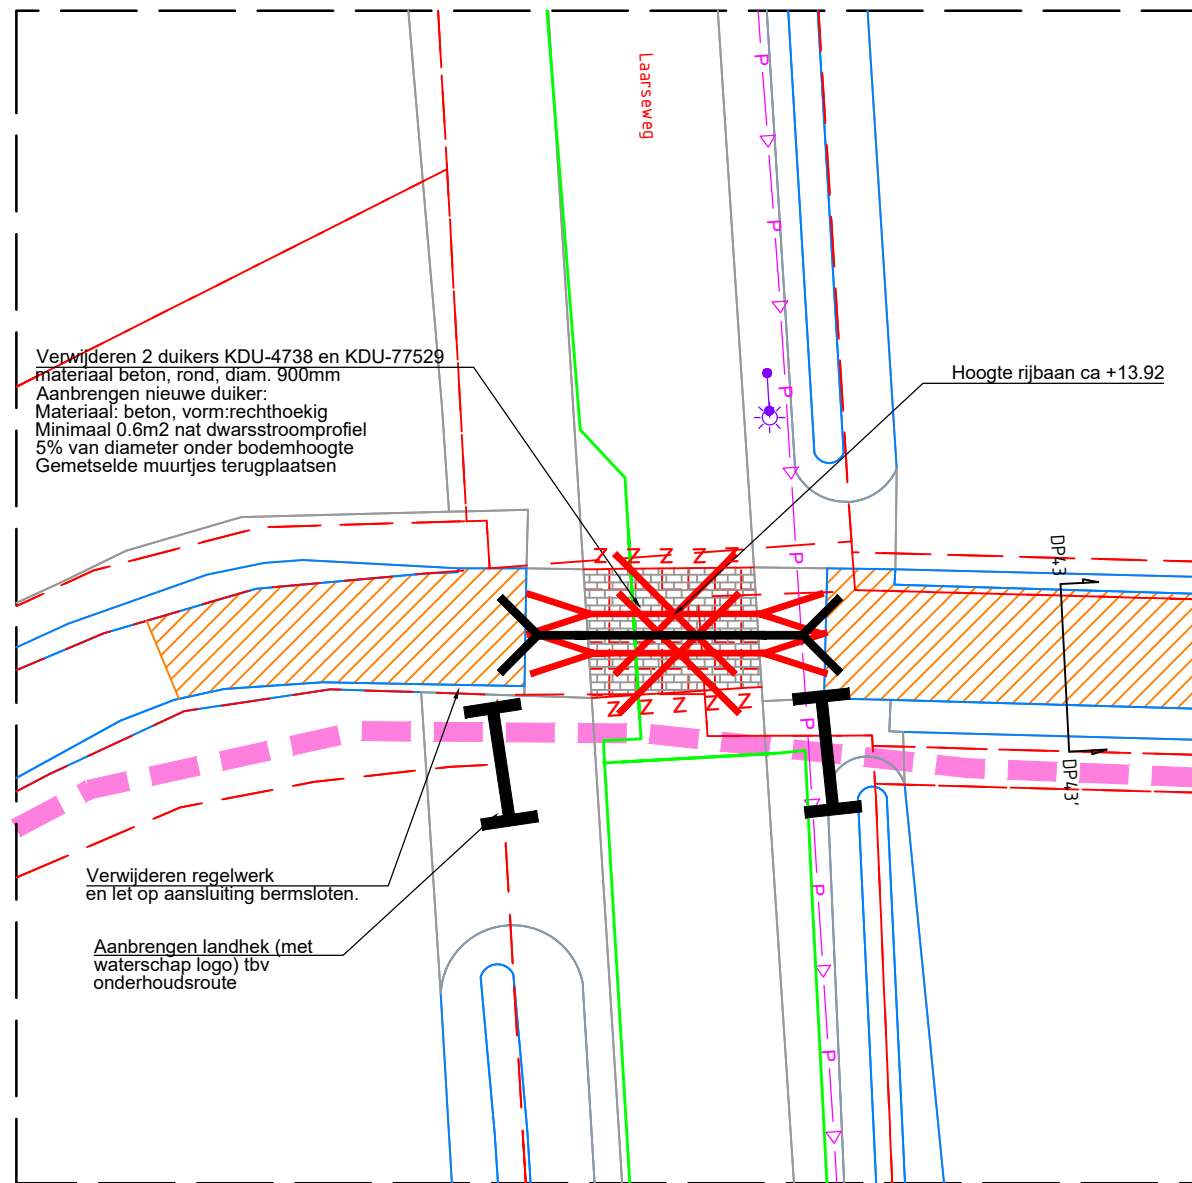 Laarseweg
P
P
P
P
P
P
P
P
Verwijderen 2 duikers KDU-4738 en KDU-77529
materiaal beton, rond, diam. 900mm
Aanbrengen nieuwe duiker:
Materiaal: beton, vorm:rechthoekig
Minimaal 0.6m2 nat dwarsstroomprofiel
5% van diameter onder bodemhoogte
Gemetselde muurtjes terugplaatsen
Hoogte rijbaan ca +13.92
Z Z Z Z Z
Z Z Z Z Z
DP43
DP43'
Verwijderen regelwerk
en let op aansluiting bermsloten.
Aanbrengen landhek (met
waterschap logo) tbv
onderhoudsroute